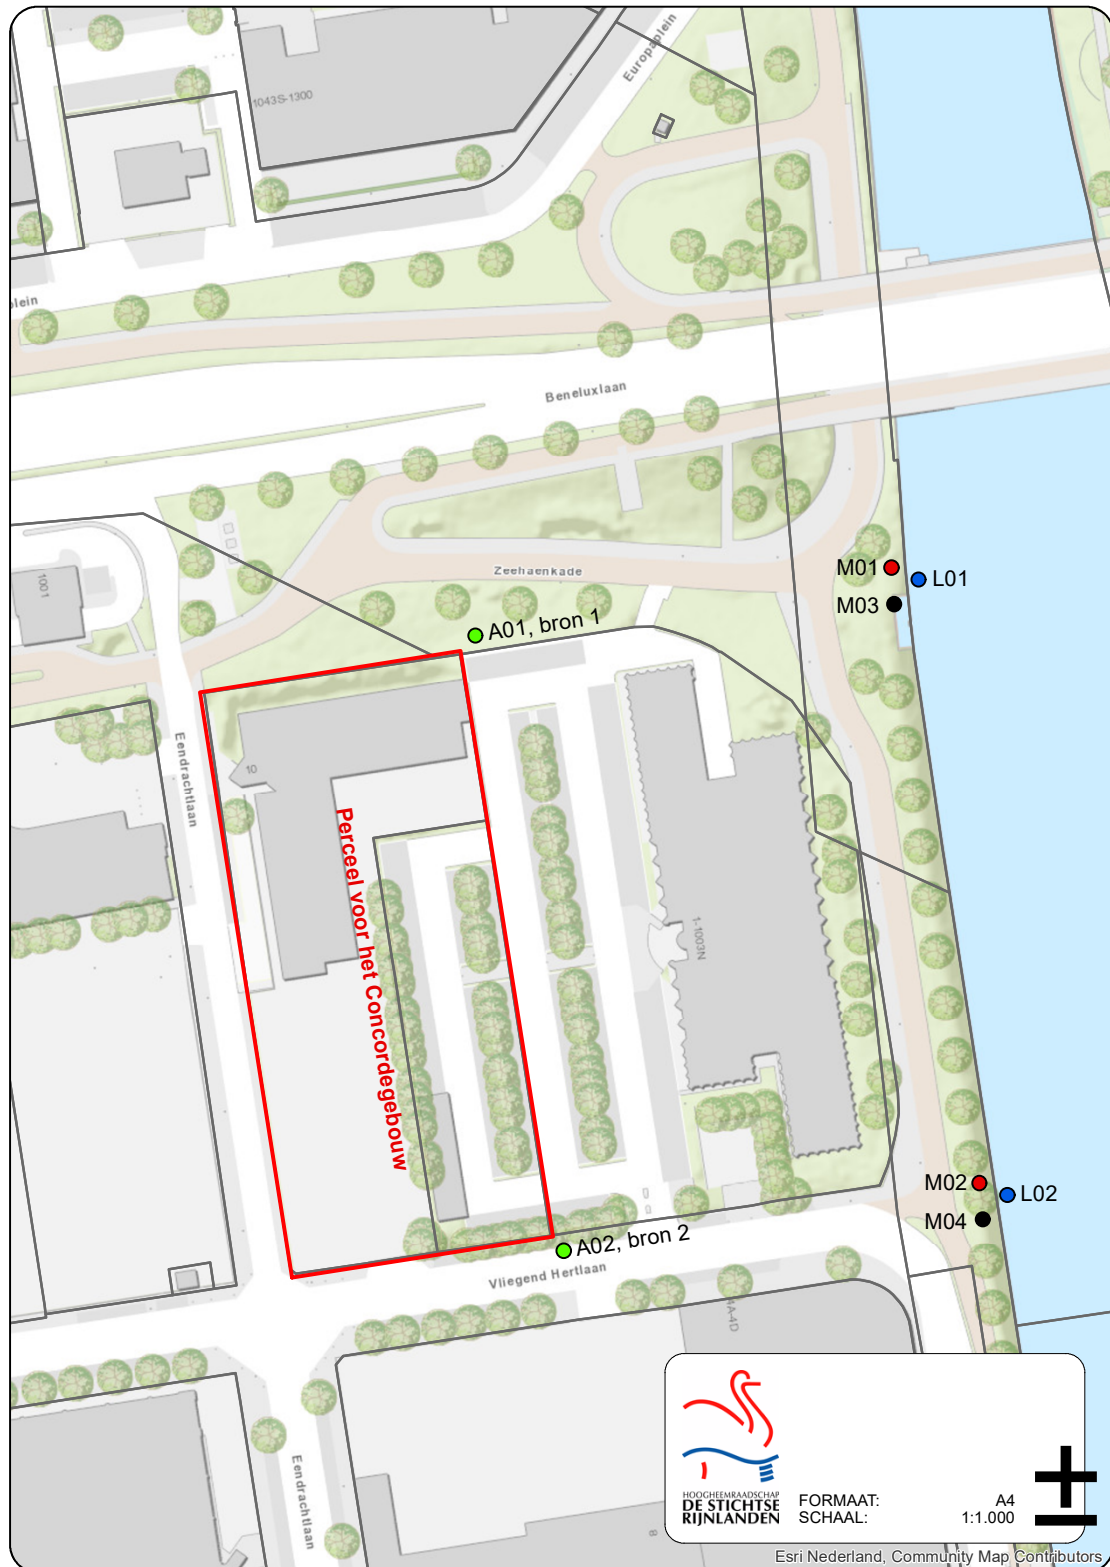 Europaplein
1043S-1300
plein
Beneluxlaan
1001
Zeehaenkade
M01
L01
M03
A01, bron 1
Eendrachtlaan
10
Perceel voor het Concordegebouw
1-1003N
M02
L02
M04
A02, bron 2
Vliegend Hertlaan
Eendrachtlaan
8
HOOGHEEMRAADSCHAP
DE STICHTSE
RIJNLANDEN
FORMAAT: A4
SCHAAL: 1:1.000
Esri Nederland, Community Map Contributors